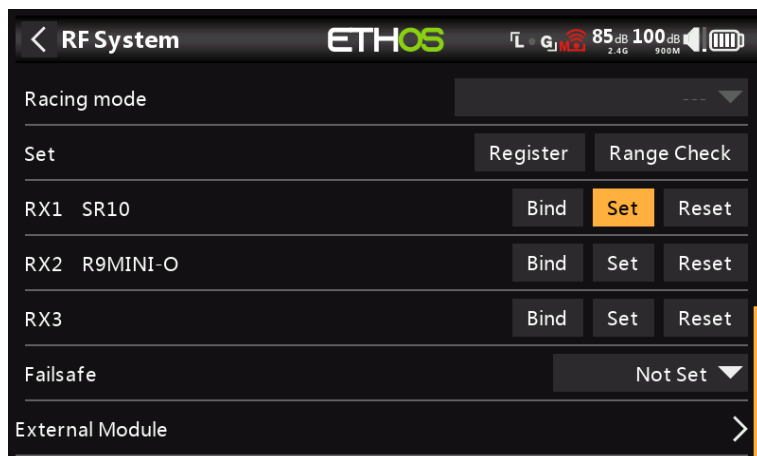 RF System ETHOS L G M 85dB 2.4G 100dB 900M
Racing mode ---
Set Register Range Check
RX1 SR10 Bind Set Reset
RX2 R9MINI-O Bind Set Reset
RX3 Bind Set Reset
Failsafe Not Set
External Module